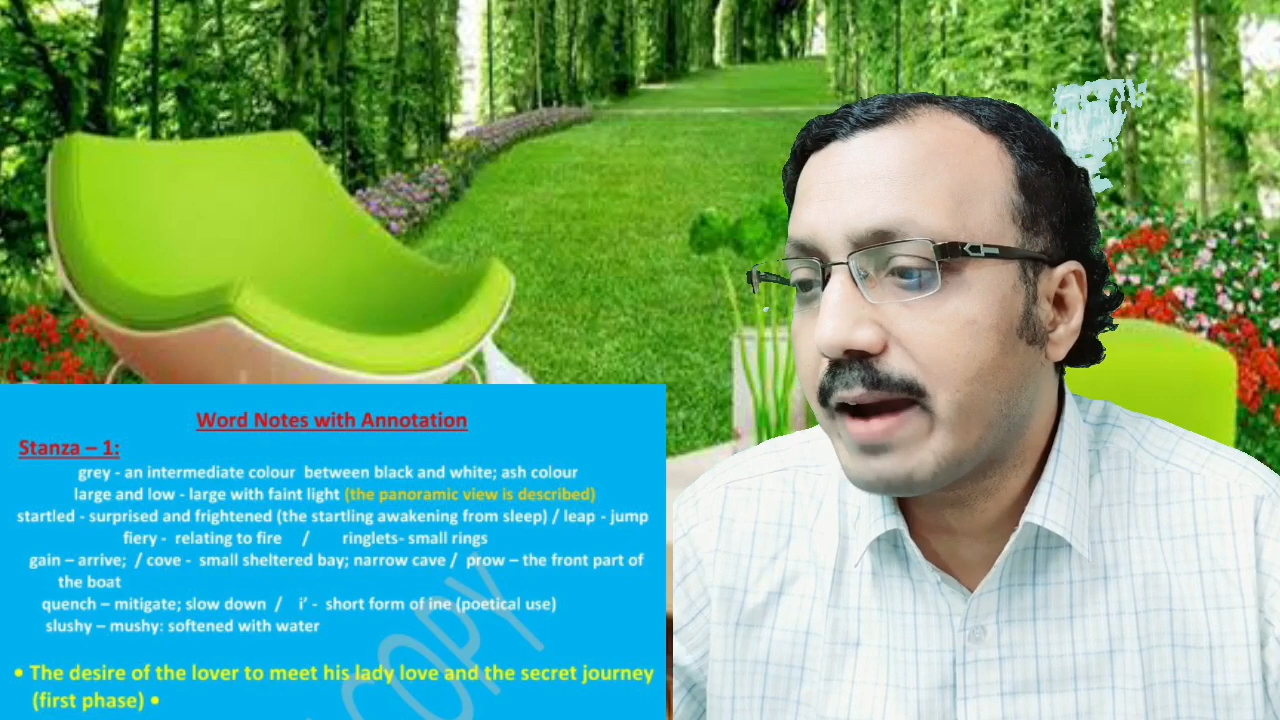 Word Notes with Annotation
Stanza – 1:
grey - an intermediate colour between black and white; ash colour
large and low - large with faint light (the panoramic view is described)
startled - surprised and frightened (the startling awakening from sleep) / leap - jump
fiery - relating to fire / ringlets- small rings
gain – arrive; / cove - small sheltered bay; narrow cave / prow – the front part of
the boat
quench – mitigate; slow down / i’ - short form of ine (poetical use)
slushy – mushy: softened with water
• The desire of the lover to meet his lady love and the secret journey
(first phase) •
COPY